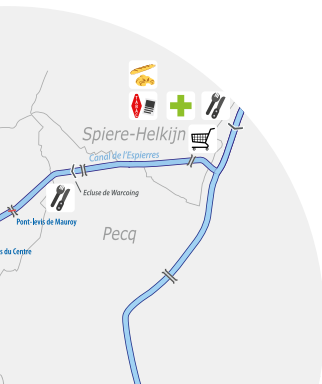 Spiere-Helkijn
Canal de l'Espierres
Ecluse de Warcoing
Pont-levis de Mauroy
Pecq
s du Centre